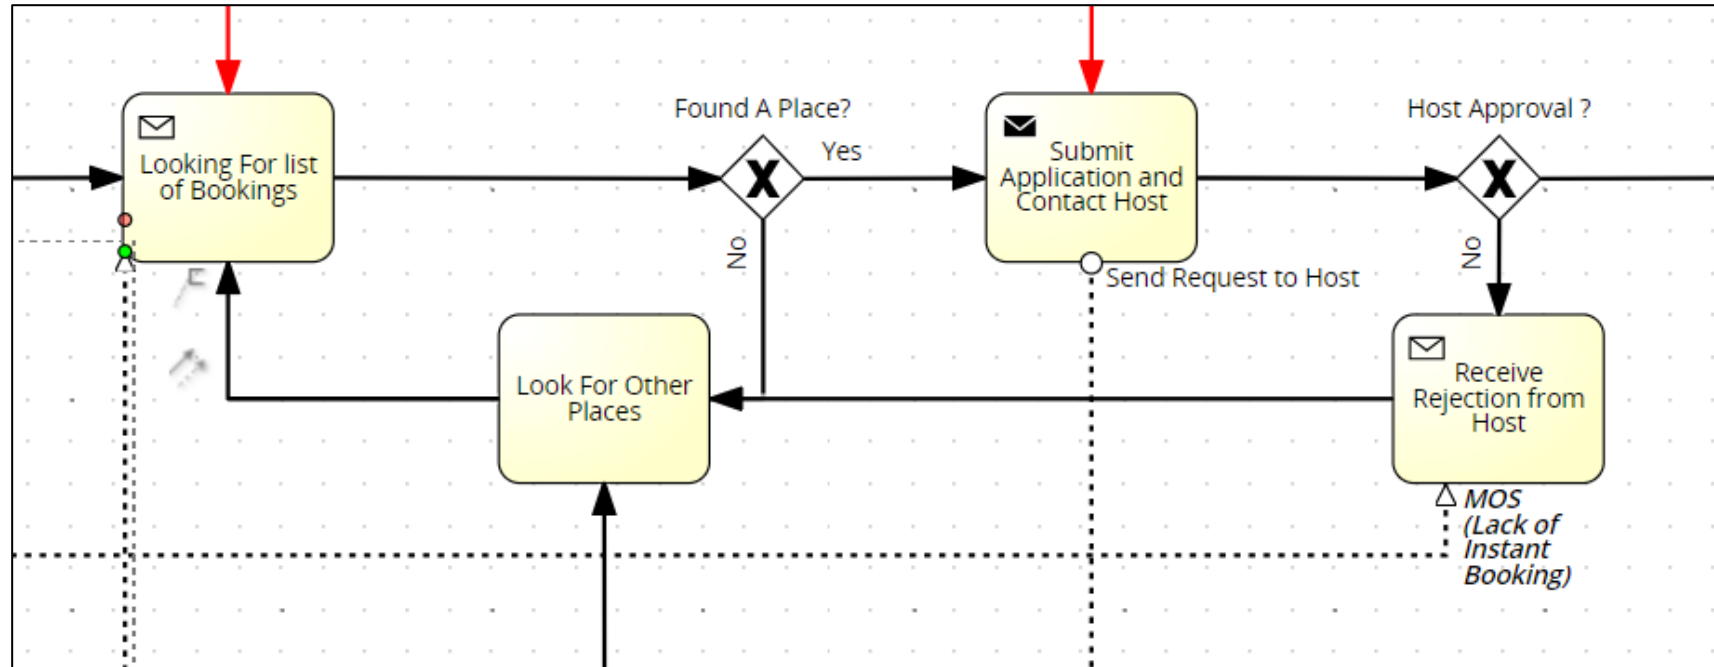 Found A Place?
Host Approval ?
Looking For list
of Bookings
Yes
Submit
Application and
Contact Host
No
No
Send Request to Host
Look For Other
Places
Receive
Rejection from
Host
MOS
(Lack of
Instant
Booking)